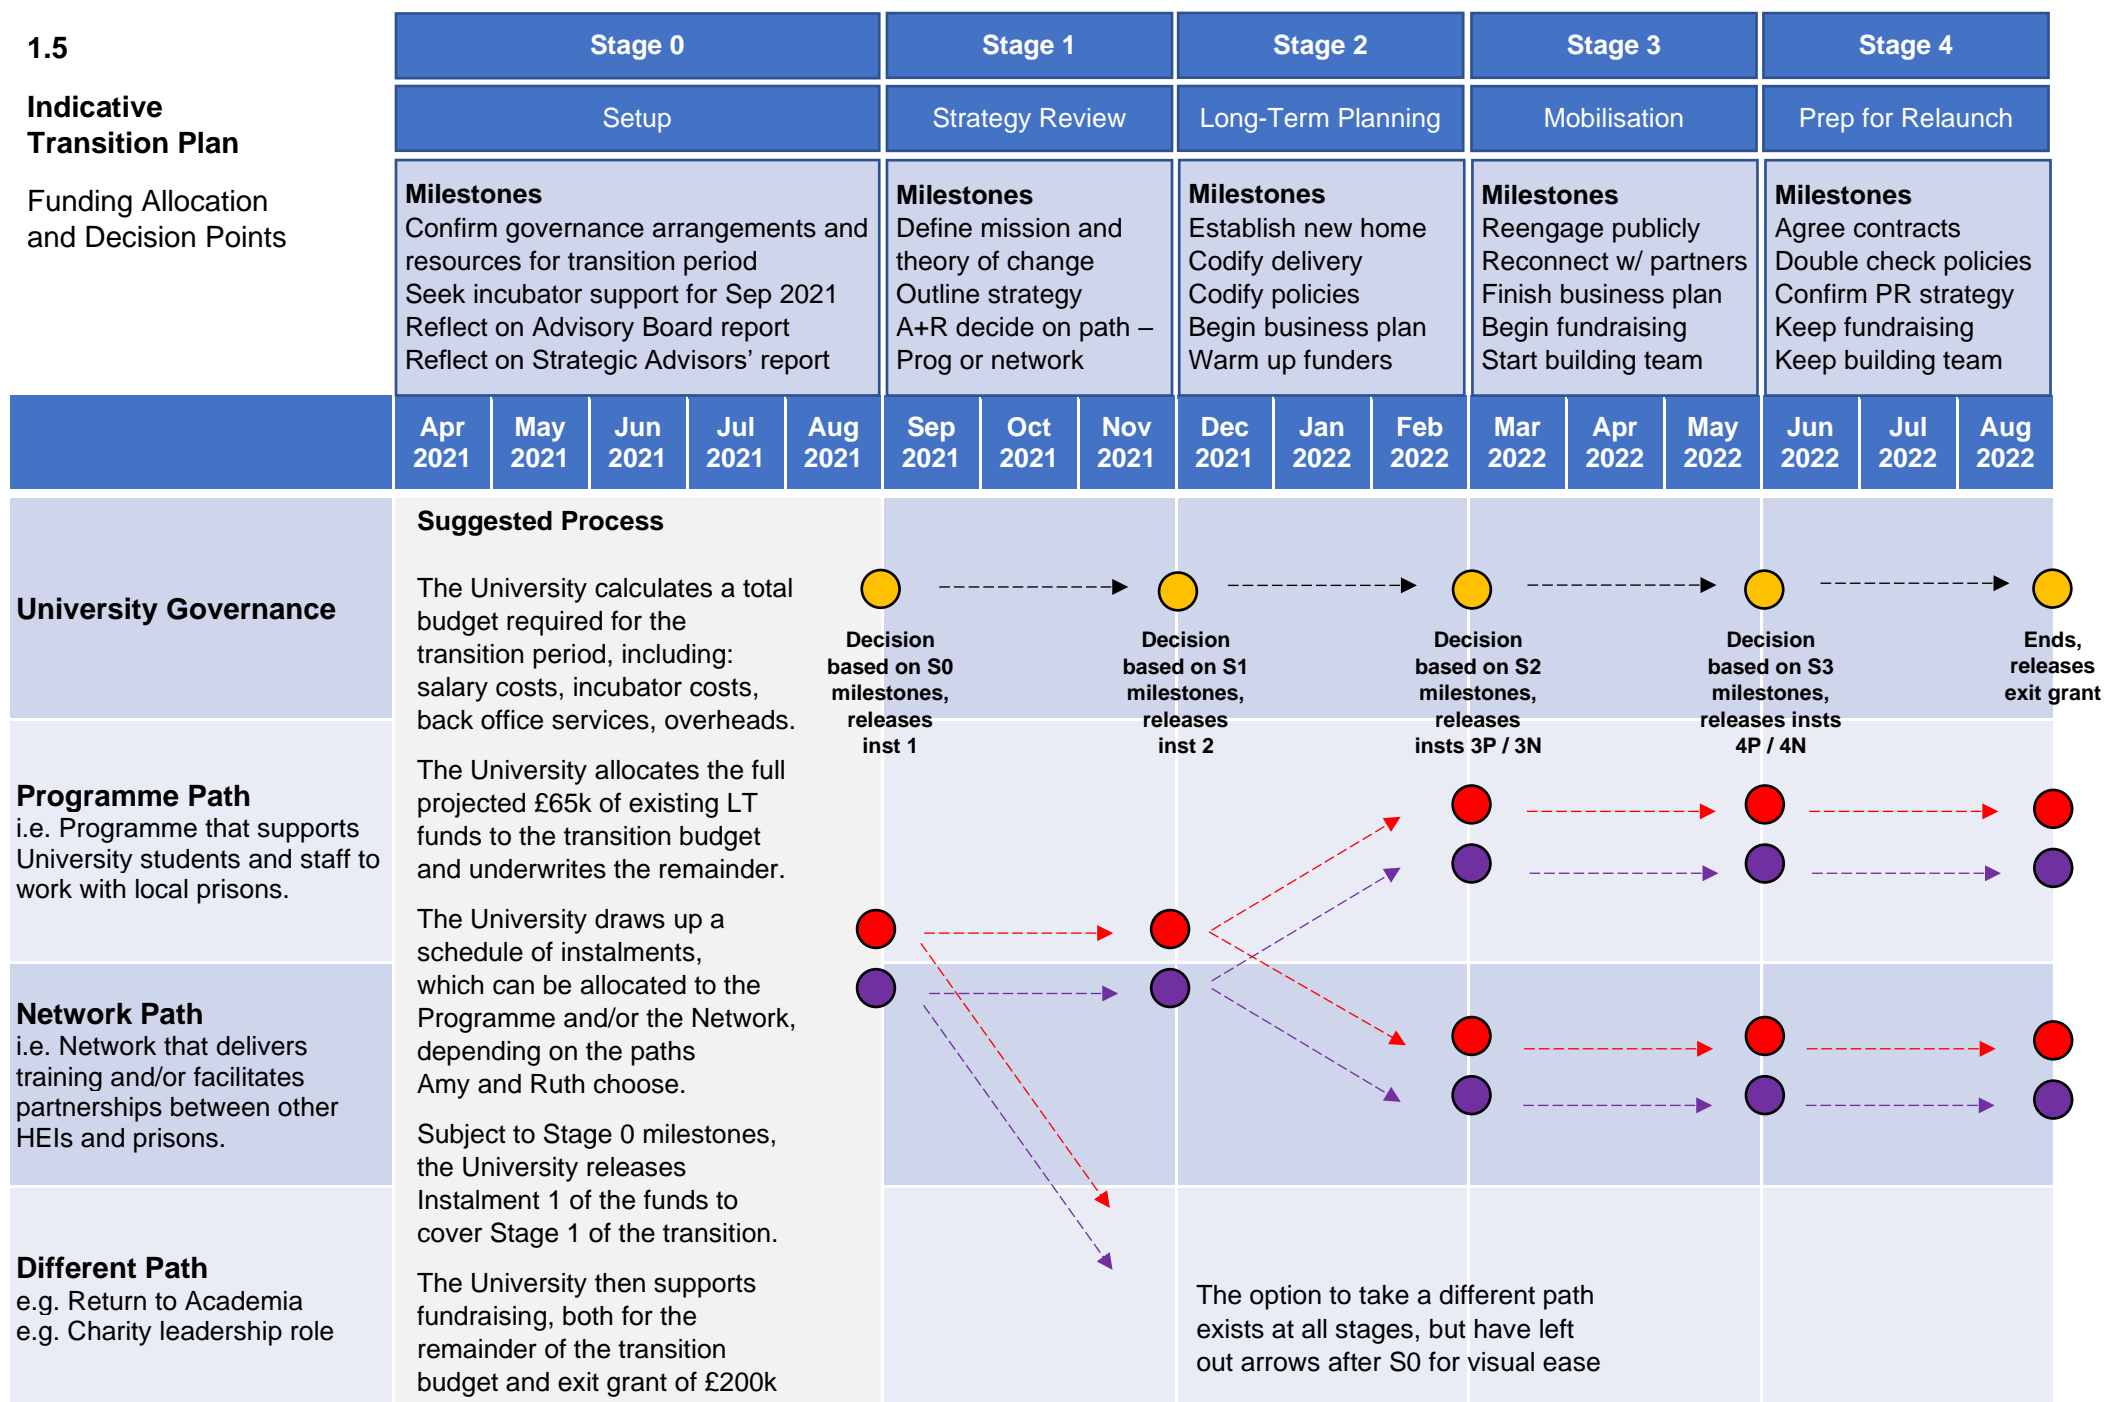 1.5
Indicative
Transition Plan
Funding Allocation
and Decision Points
Stage 0
Stage 1
Stage 2
Stage 3
Stage 4
Setup
Strategy Review
Long-Term Planning
Mobilisation
Prep for Relaunch
Milestones
Confirm governance arrangements and
resources for transition period
Seek incubator support for Sep 2021
Reflect on Advisory Board report
Reflect on Strategic Advisors’ report
Milestones
Define mission and
theory of change
Outline strategy
A+R decide on path –
Prog or network
Milestones
Establish new home
Codify delivery
Codify policies
Begin business plan
Warm up funders
Milestones
Reengage publicly
Reconnect w/ partners
Finish business plan
Begin fundraising
Start building team
Milestones
Agree contracts
Double check policies
Confirm PR strategy
Keep fundraising
Keep building team
Apr
2021
May
2021
Jun
2021
Jul
2021
Aug
2021
Sep
2021
Oct
2021
Nov
2021
Dec
2021
Jan
2022
Feb
2022
Mar
2022
Apr
2022
May
2022
Jun
2022
Jul
2022
Aug
2022
University Governance
Programme Path
i.e. Programme that supports
University students and staff to
work with local prisons.
Network Path
i.e. Network that delivers
training and/or facilitates
partnerships between other
HEIs and prisons.
Different Path
e.g. Return to Academia
e.g. Charity leadership role
Suggested Process
The University calculates a total
budget required for the
transition period, including:
salary costs, incubator costs,
back office services, overheads.
The University allocates the full
projected £65k of existing LT
funds to the transition budget
and underwrites the remainder.
The University draws up a
schedule of instalments,
which can be allocated to the
Programme and/or the Network,
depending on the paths
Amy and Ruth choose.
Subject to Stage 0 milestones,
the University releases
Instalment 1 of the funds to
cover Stage 1 of the transition.
The University then supports
fundraising, both for the
remainder of the transition
budget and exit grant of £200k
Decision
based on S0
milestones,
releases
inst 1
Decision
based on S1
milestones,
releases
inst 2
Decision
based on S2
milestones,
releases
insts 3P / 3N
Decision
based on S3
milestones,
releases insts
4P / 4N
Ends,
releases
exit grant
The option to take a different path
exists at all stages, but have left
out arrows after S0 for visual ease